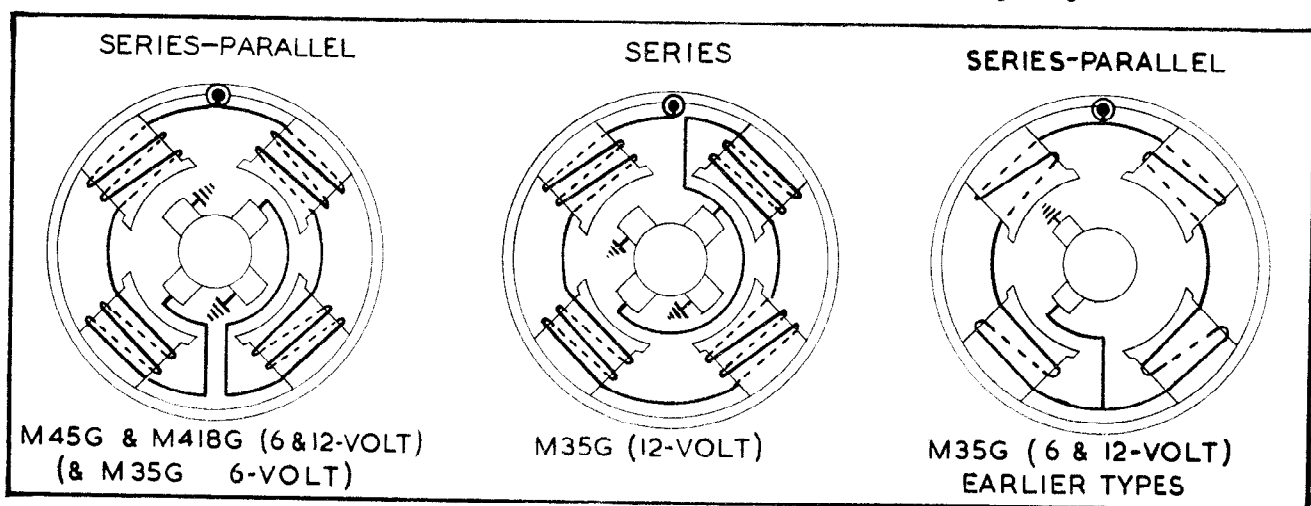 SERIES-PARALLEL
SERIES
SERIES-PARALLEL
M45G & M418G (6&12-VOLT)
(& M35G 6-VOLT)
M35G (12-VOLT)
M35G (6 & 12-VOLT)
EARLIER TYPES